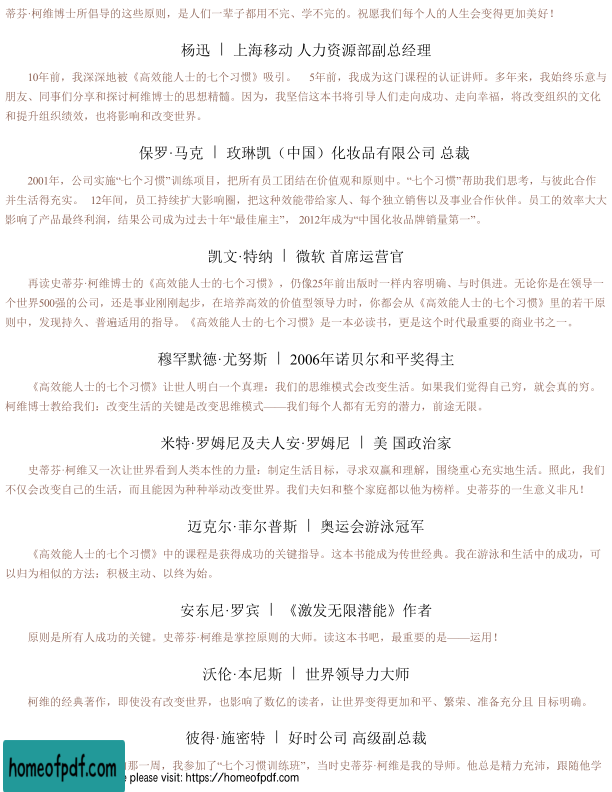 蒂芬·柯维博士所倡导的这些原则，是人们一辈子都用不完、学不完的。祝愿我们每个人的人生会变得更加美好！
杨迅 | 上海移动 人力资源部副总经理
10年前，我深深地被《高效能人士的七个习惯》吸引。 5年前，我成为这门课程的认证讲师。多年来，我始终乐意与
朋友、同事们分享和探讨柯维博士的思想精髓。因为，我坚信这本书将引导人们走向成功、走向幸福，将改变组织的文化
和提升组织绩效，也将影响和改变世界。
保罗·马克 | 玫琳凯（中国）化妆品有限公司 总裁
2001年，公司实施“七个习惯”训练项目，把所有员工团结在价值观和原则中。“七个习惯”帮助我们思考，与彼此合作
并生活得充实。 12年间，员工持续扩大影响圈，把这种效能带给家人、每个独立销售以及事业合作伙伴。员工的效率大大
影响了产品最终利润，结果公司成为过去十年“最佳雇主”， 2012年成为“中国化妆品牌销量第一”。
凯文·特纳 | 微软 首席运营官
再读史蒂芬·柯维博士的《高效能人士的七个习惯》，仍像25年前出版时一样内容明确、与时俱进。无论你是在领导一
个世界500强的公司，还是事业刚刚起步，在培养高效的价值型领导力时，你都会从《高效能人士的七个习惯》里的若干原
则中，发现持久、普遍适用的指导。《高效能人士的七个习惯》是一本必读书，更是这个时代最重要的商业书之一。
穆罕默德·尤努斯 | 2006年诺贝尔和平奖得主
《高效能人士的七个习惯》让世人明白一个真理：我们的思维模式会改变生活。如果我们觉得自己穷，就会真的穷。
柯维博士教给我们：改变生活的关键是改变思维模式——我们每个人都有无穷的潜力，前途无限。
米特·罗姆尼及夫人安·罗姆尼 | 美 国政治家
史蒂芬·柯维又一次让世界看到人类本性的力量：制定生活目标，寻求双赢和理解，围绕重心充实地生活。照此，我们
不仅会改变自己的生活，而且能因为种种举动改变世界。我们夫妇和整个家庭都以他为榜样。史蒂芬的一生意义非凡！
迈克尔·菲尔普斯 | 奥运会游泳冠军
《高效能人士的七个习惯》中的课程是获得成功的关键指导。这本书能成为传世经典。我在游泳和生活中的成功，可
以归为相似的方法：积极主动、以终为始。
安东尼·罗宾 | 《激发无限潜能》作者
原则是所有人成功的关键。史蒂芬·柯维是掌控原则的大师。读这本书吧，最重要的是——运用！
沃伦·本尼斯 | 世界领导力大师
柯维的经典著作，即使没有改变世界，也影响了数亿的读者，让世界变得更加和平、繁荣、准备充分且 目标明确。
彼得·施密特 | 好时公司 高级副总裁
那一周，我参加了“七个习惯训练班”，当时史蒂芬·柯维是我的导师。他总是精力充沛，跟随他学
homeofpdf.com
please visit: https://homeofpdf.com